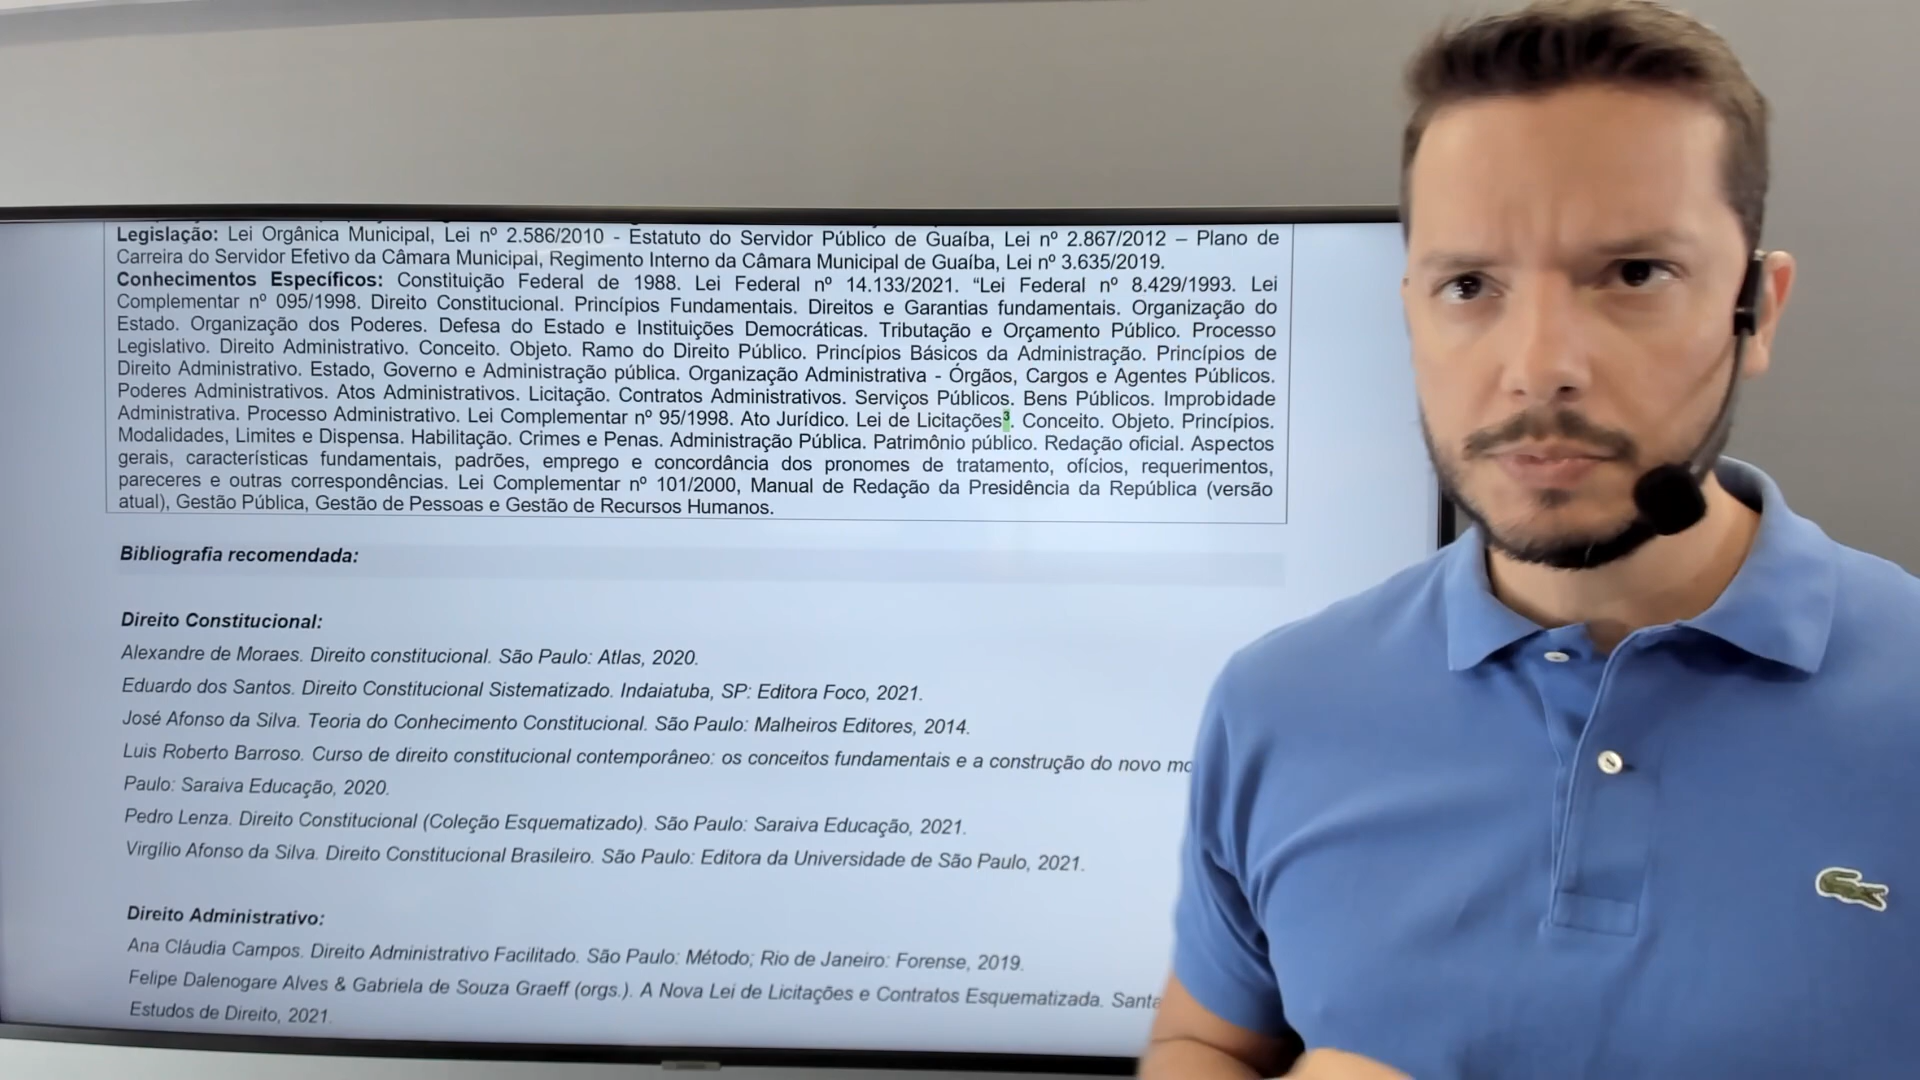 Legislação: Lei Orgânica Municipal, Lei nº 2.586/2010 - Estatuto do Servidor Público de Guaíba, Lei nº 2.867/2012 – Plano de
Carreira do Servidor Efetivo da Câmara Municipal, Regimento Interno da Câmara Municipal de Guaíba, Lei nº 3.635/2019.
Conhecimentos Específicos: Constituição Federal de 1988. Lei Federal nº 14.133/2021. “Lei Federal nº 8.429/1993. Lei
Complementar nº 095/1998. Direito Constitucional. Princípios Fundamentais. Direitos e Garantias fundamentais. Organização do
Estado. Organização dos Poderes. Defesa do Estado e Instituições Democráticas. Tributação e Orçamento Público. Processo
Legislativo. Direito Administrativo. Conceito. Objeto. Ramo do Direito Público. Princípios Básicos da Administração. Princípios de
Direito Administrativo. Estado, Governo e Administração pública. Organização Administrativa - Órgãos, Cargos e Agentes Públicos.
Poderes Administrativos. Atos Administrativos. Licitação. Contratos Administrativos. Serviços Públicos. Bens Públicos. Improbidade
Administrativa. Processo Administrativo. Lei Complementar nº 95/1998. Ato Jurídico. Lei de Licitações³. Conceito. Objeto. Princípios.
Modalidades, Limites e Dispensa. Habilitação. Crimes e Penas. Administração Pública. Patrimônio público. Redação oficial. Aspectos
gerais, características fundamentais, padrões, emprego e concordância dos pronomes de tratamento, ofícios, requerimentos,
pareceres e outras correspondências. Lei Complementar nº 101/2000, Manual de Redação da Presidência da República (versão
atual), Gestão Pública, Gestão de Pessoas e Gestão de Recursos Humanos.
Bibliografia recomendada:
Direito Constitucional:
Alexandre de Moraes. Direito constitucional. São Paulo: Atlas, 2020.
Eduardo dos Santos. Direito Constitucional Sistematizado. Indaiatuba, SP: Editora Foco, 2021.
José Afonso da Silva. Teoria do Conhecimento Constitucional. São Paulo: Malheiros Editores, 2014.
Luis Roberto Barroso. Curso de direito constitucional contemporâneo: os conceitos fundamentais e a construção do novo
Paulo: Saraiva Educação, 2020.
Pedro Lenza. Direito Constitucional (Coleção Esquematizado). São Paulo: Saraiva Educação, 2021.
Virgílio Afonso da Silva. Direito Constitucional Brasileiro. São Paulo: Editora da Universidade de São Paulo, 2021.
Direito Administrativo:
Ana Cláudia Campos. Direito Administrativo Facilitado. São Paulo: Método; Rio de Janeiro: Forense, 2019.
Felipe Dalenogare Alves & Gabriela de Souza Graeff (orgs.). A Nova Lei de Licitações e Contratos Esquematizada. Santa
Estudos de Direito, 2021.